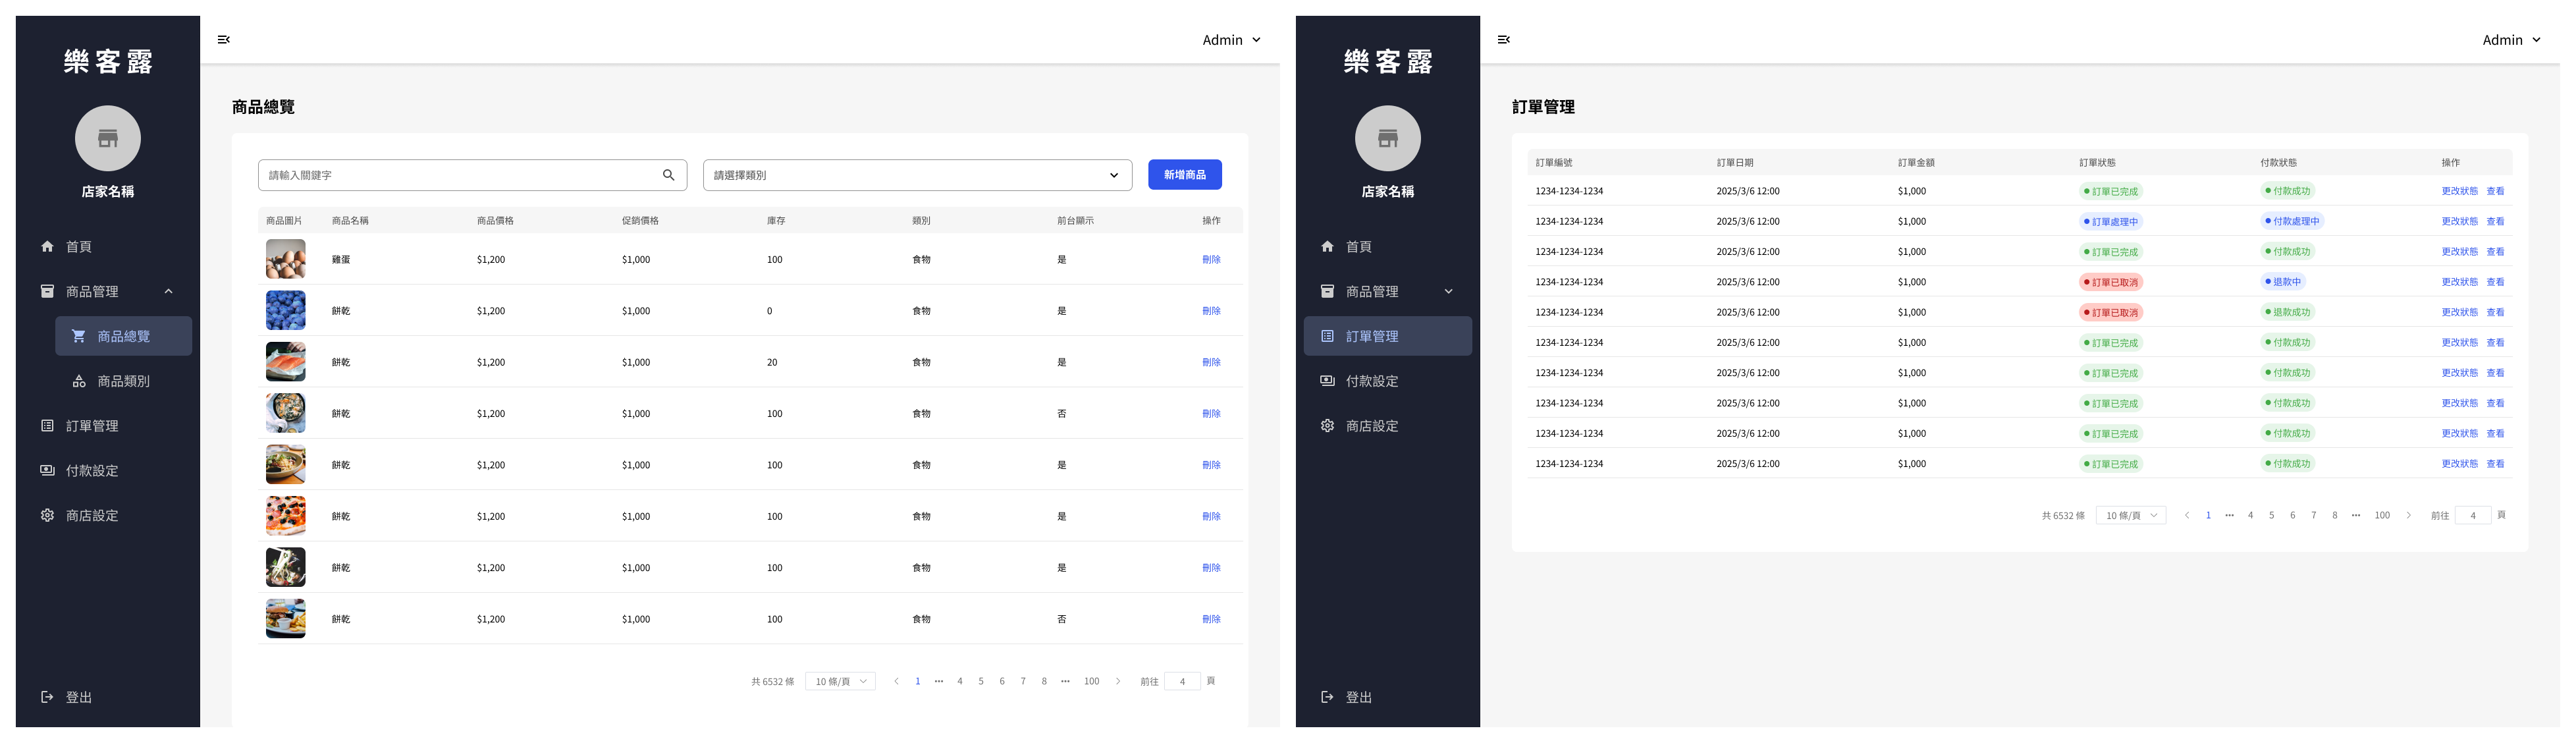 樂客露
店家名稱
首頁
商品管理
商品總覽
商品類別
訂單管理
付款設定
商店設定
登出
Admin
商品總覽
請輸入關鍵字
請選擇類別
新增商品
商品圖片 商品名稱 商品價格 促銷價格 庫存 類別 前台顯示 操作
雞蛋 $1,200 $1,000 100 食物 是 刪除
餅乾 $1,200 $1,000 0 食物 是 刪除
餅乾 $1,200 $1,000 20 食物 是 刪除
餅乾 $1,200 $1,000 100 食物 否 刪除
餅乾 $1,200 $1,000 100 食物 是 刪除
餅乾 $1,200 $1,000 100 食物 是 刪除
餅乾 $1,200 $1,000 100 食物 是 刪除
餅乾 $1,200 $1,000 100 食物 否 刪除
共 6532 條 10 條/頁 1 ••• 4 5 6 7 8 ••• 100 前往 4 頁
樂客露
店家名稱
首頁
商品管理
訂單管理
付款設定
商店設定
登出
Admin
訂單管理
訂單編號 訂單日期 訂單金額 訂單狀態 付款狀態 操作
1234-1234-1234 2025/3/6 12:00 $1,000 訂單已完成 付款成功 更改狀態 查看
1234-1234-1234 2025/3/6 12:00 $1,000 訂單處理中 付款處理中 更改狀態 查看
1234-1234-1234 2025/3/6 12:00 $1,000 訂單已完成 付款成功 更改狀態 查看
1234-1234-1234 2025/3/6 12:00 $1,000 訂單已取消 退款中 更改狀態 查看
1234-1234-1234 2025/3/6 12:00 $1,000 訂單已取消 退款成功 更改狀態 查看
1234-1234-1234 2025/3/6 12:00 $1,000 訂單已完成 付款成功 更改狀態 查看
1234-1234-1234 2025/3/6 12:00 $1,000 訂單已完成 付款成功 更改狀態 查看
1234-1234-1234 2025/3/6 12:00 $1,000 訂單已完成 付款成功 更改狀態 查看
1234-1234-1234 2025/3/6 12:00 $1,000 訂單已完成 付款成功 更改狀態 查看
1234-1234-1234 2025/3/6 12:00 $1,000 訂單已完成 付款成功 更改狀態 查看
共 6532 條 10 條/頁 1 ••• 4 5 6 7 8 ••• 100 前往 4 頁